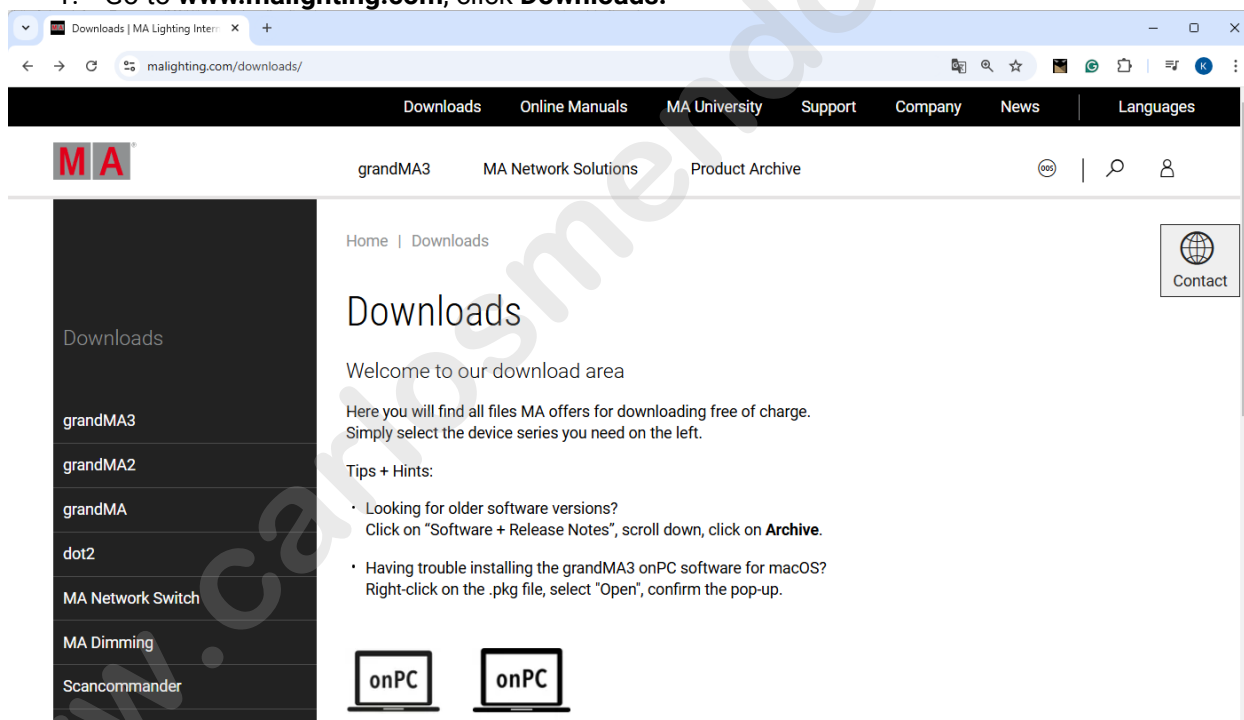 1. Go to www.malighting.com, click Downloads.
Downloads | MA Lighting Intern
malighting.com/downloads/
K
Downloads Online Manuals MA University Support Company News Languages
MA®
grandMA3 MA Network Solutions Product Archive
Home | Downloads
Contact
Downloads
Downloads
Welcome to our download area
Here you will find all files MA offers for downloading free of charge.
Simply select the device series you need on the left.
Tips + Hints:
· Looking for older software versions?
Click on “Software + Release Notes”, scroll down, click on Archive.
· Having trouble installing the grandMA3 onPC software for macOS?
Right-click on the .pkg file, select "Open", confirm the pop-up.
grandMA3
grandMA2
grandMA
dot2
MA Network Switch
MA Dimming
Scancommander
onPC onPC
www.carlosmendo